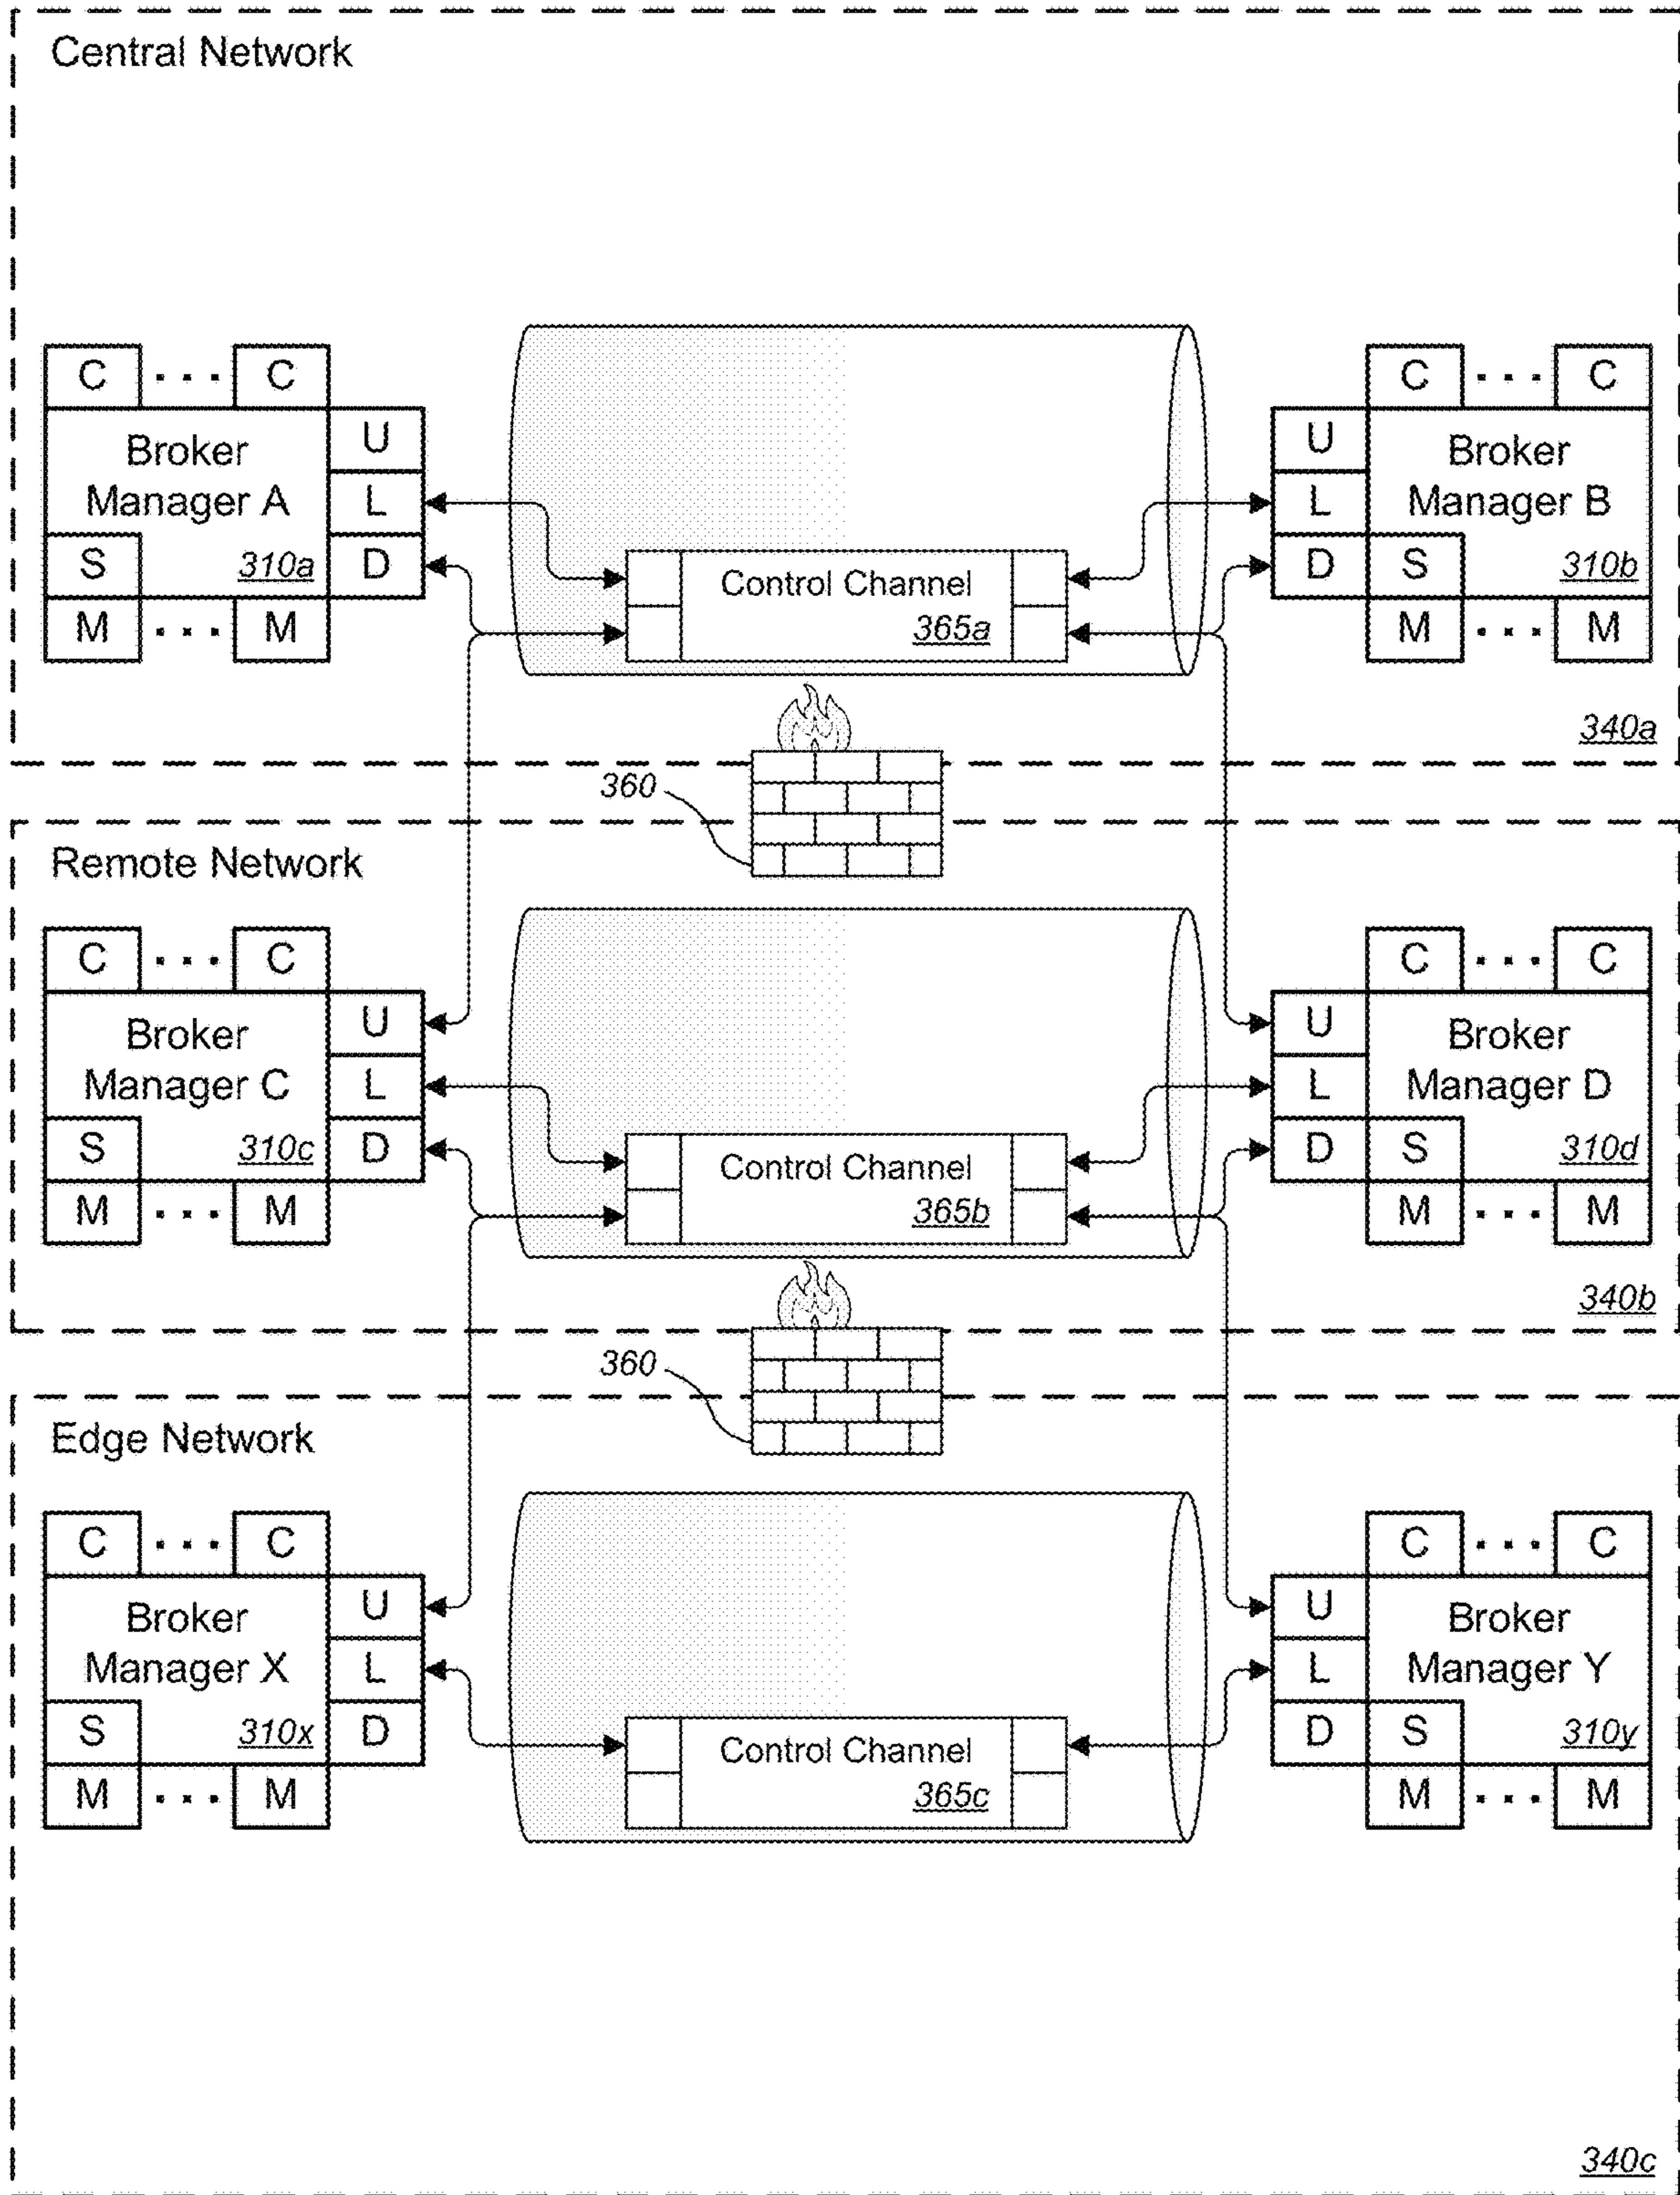 Central Network
C ... C
C ... C
Broker
Manager A
310a
U
L
D
S
M ... M
Control Channel
365a
U
L
D
Broker
Manager B
310b
S
M ... M
340a
360
Remote Network
C ... C
C ... C
Broker
Manager C
310c
U
L
D
S
M ... M
Control Channel
365b
U
L
D
Broker
Manager D
310d
S
M ... M
340b
360
Edge Network
C ... C
C ... C
Broker
Manager X
310x
U
L
D
S
M ... M
Control Channel
365c
U
L
D
Broker
Manager Y
310y
S
M ... M
340c